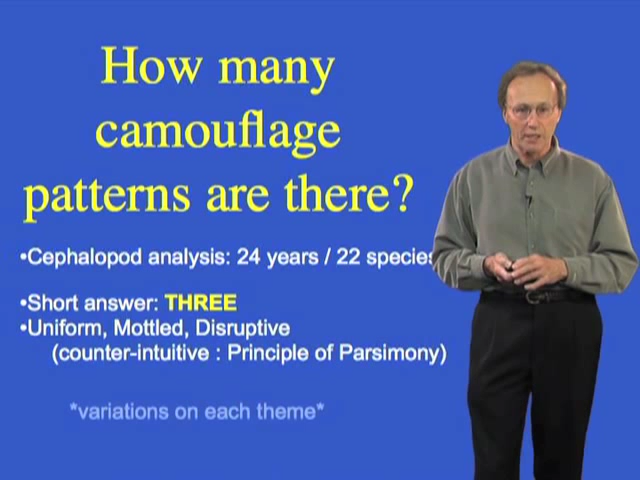 How many
camouflage
patterns are there?
•Cephalopod analysis: 24 years / 22 species
•Short answer: THREE
•Uniform, Mottled, Disruptive
(counter-intuitive : Principle of Parsimony)
*variations on each theme*